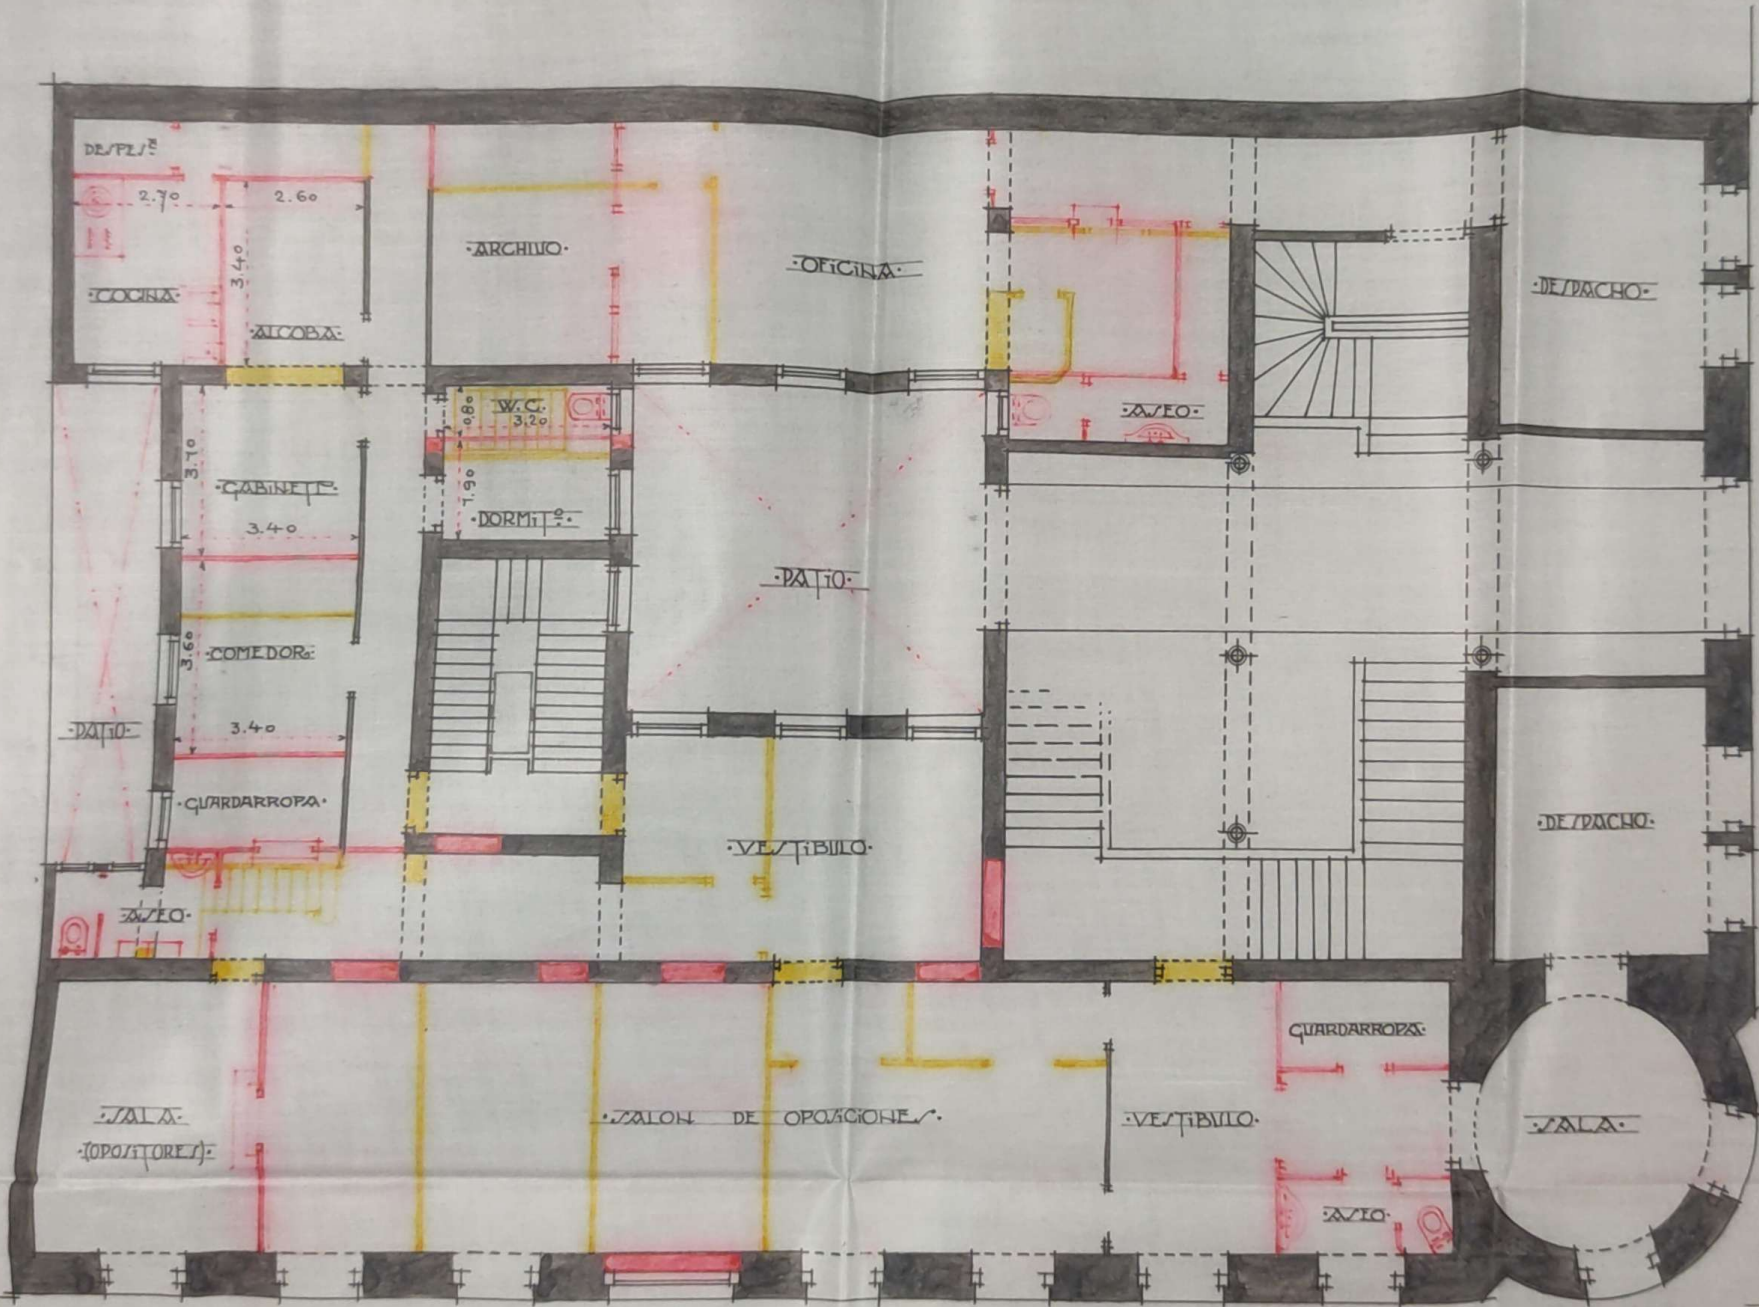 DESPESª
2.70
2.60
3.40
·COCINA·
·ALCOBA·
·ARCHIVO·
·OFICINA·
·DESPACHO·
0.80
·W.C.·
3.20
·ASEO·
3.70
·GABINETE·
3.40
1.90
·DORMITº·
·PATIO·
3.60
·COMEDOR·
·PATIO·
3.40
·GUARDARROPA·
·VESTIBULO·
·DESPACHO·
·ASEO·
·GUARDARROPA·
·SALA·
·(OPOSITORES)·
·SALON DE OPOSICIONES·
·VESTIBULO·
·SALA·
·ASEO·